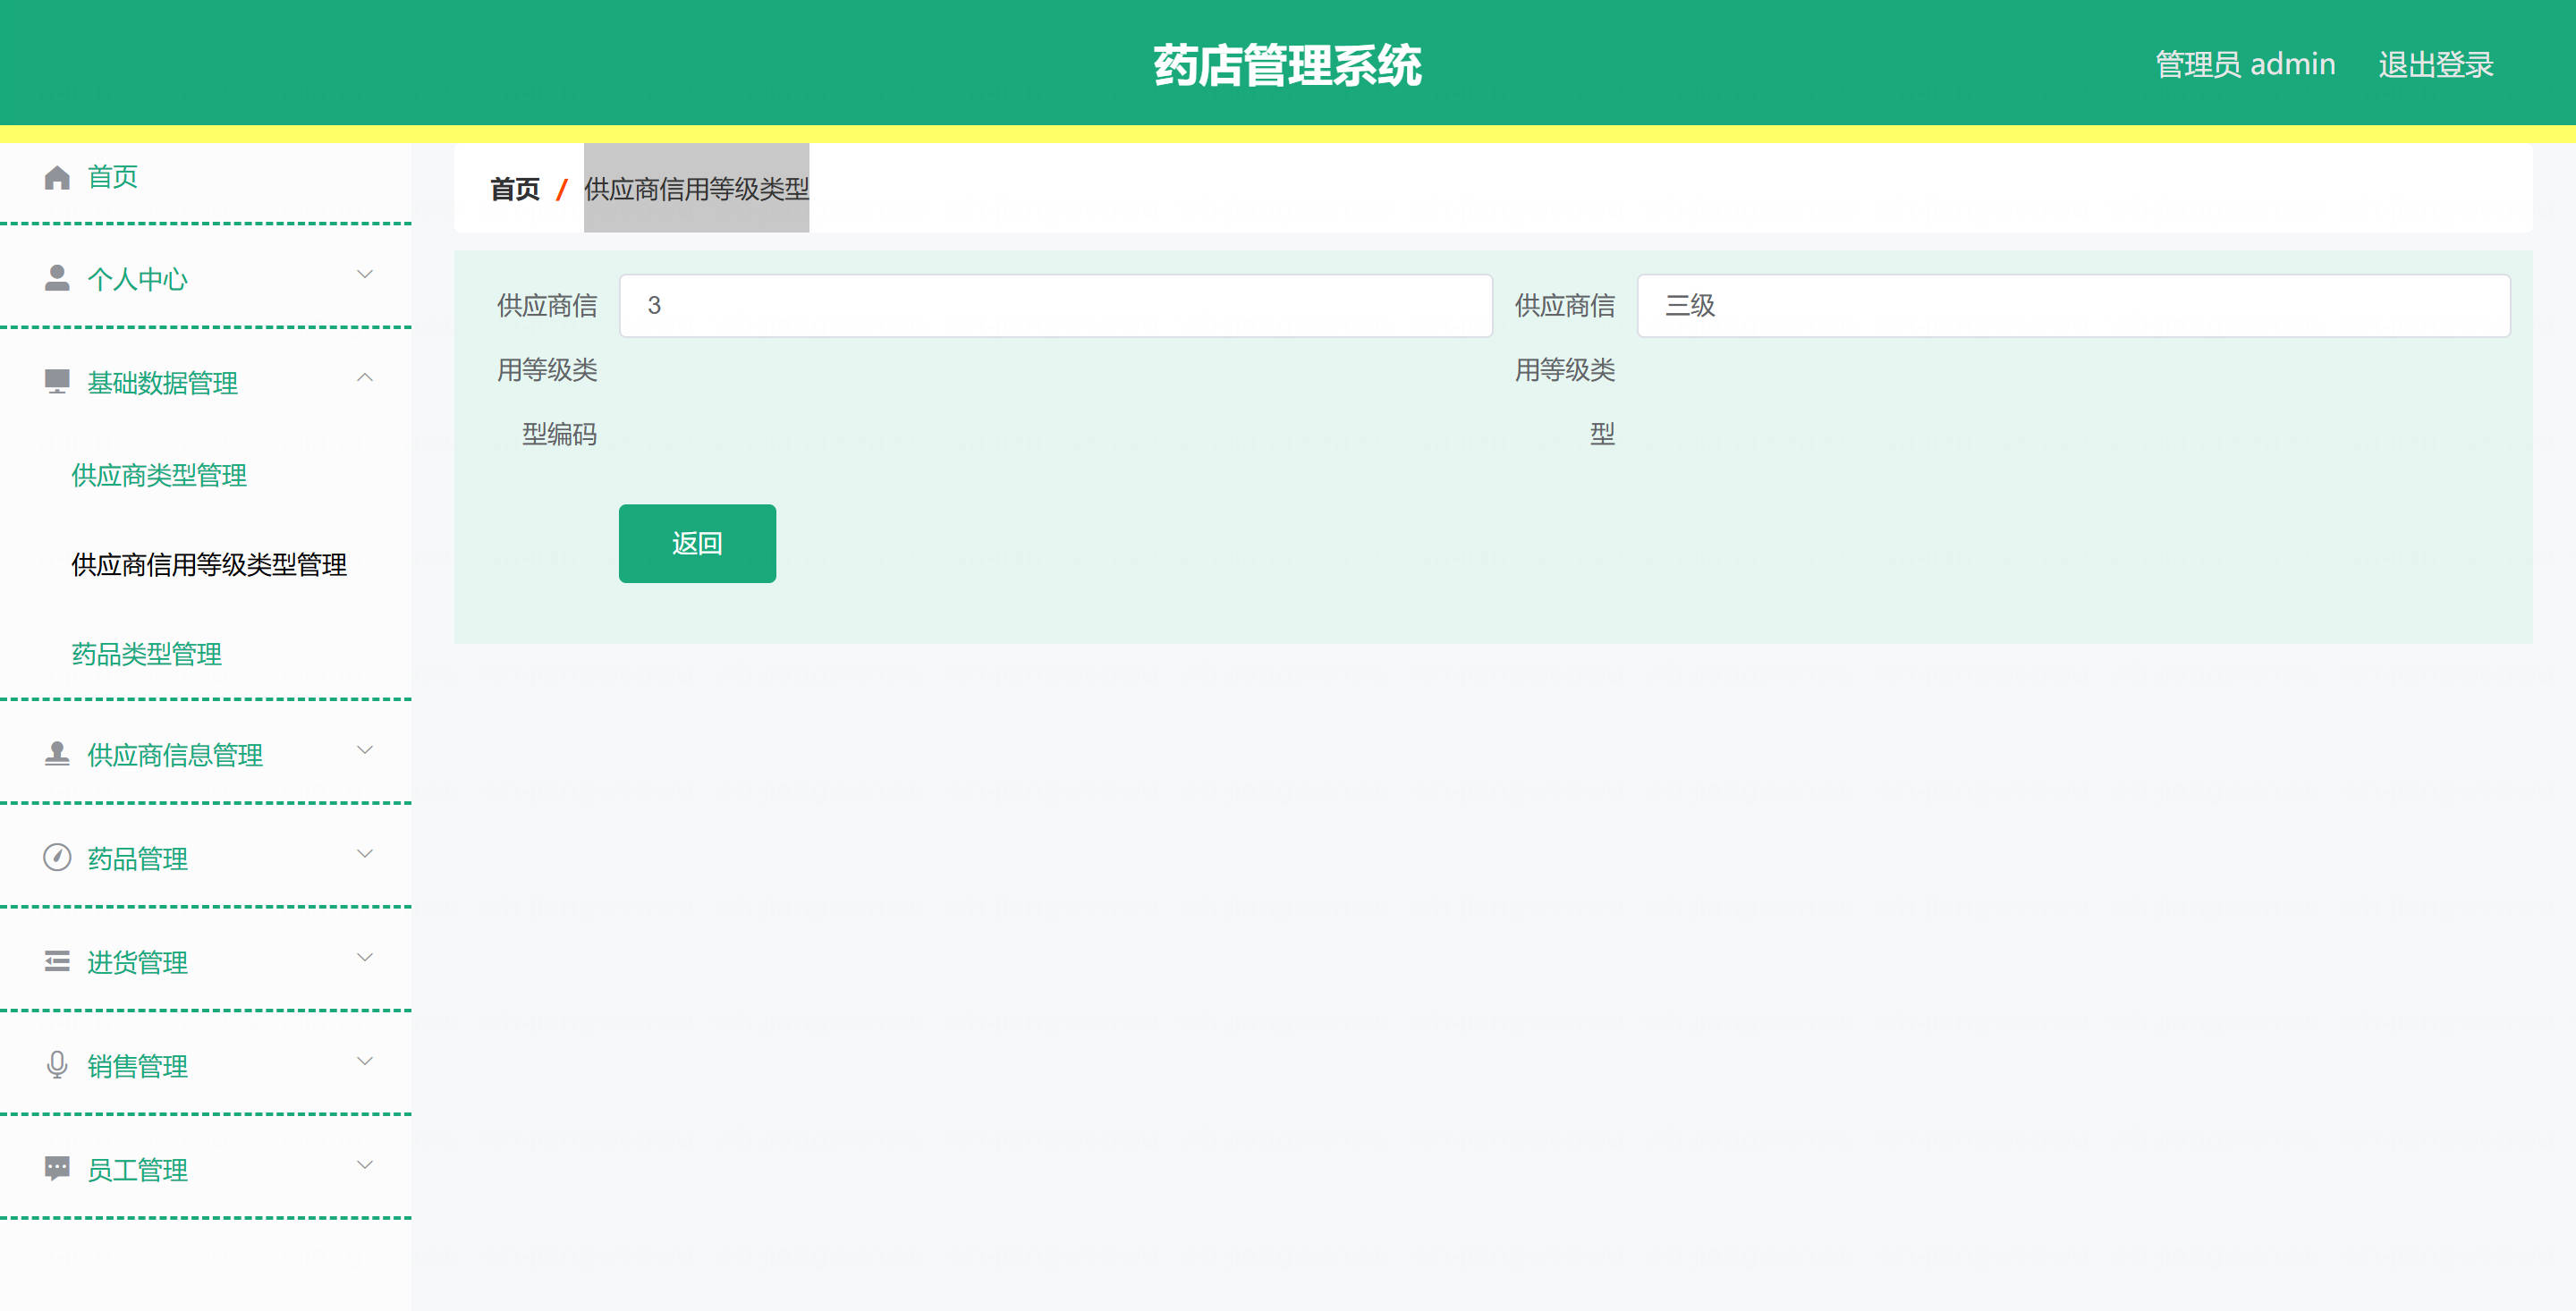 药店管理系统
管理员 admin
退出登录
首页
个人中心
基础数据管理
供应商类型管理
供应商信用等级类型管理
药品类型管理
供应商信息管理
药品管理
进货管理
销售管理
员工管理
首页 / 供应商信用等级类型
供应商信
用等级类
型编码
3
供应商信
用等级类
型
三级
返回